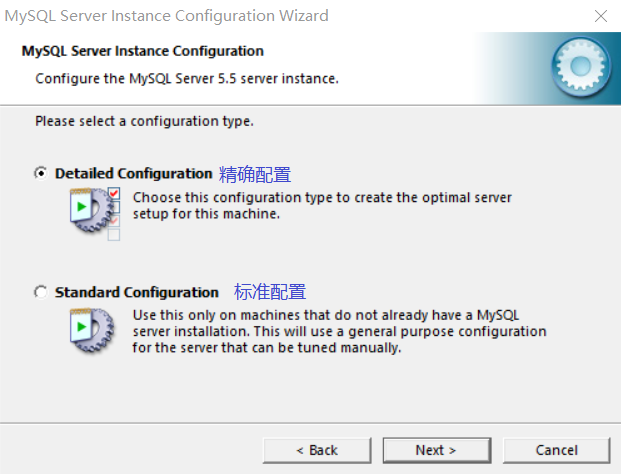 MySQL Server Instance Configuration Wizard
MySQL Server Instance Configuration
Configure the MySQL Server 5.5 server instance.
Please select a configuration type.
Detailed Configuration 精确配置
Choose this configuration type to create the optimal server
setup for this machine.
Standard Configuration 标准配置
Use this only on machines that do not already have a MySQL
server installation. This will use a general purpose configuration
for the server that can be tuned manually.
< Back Next > Cancel